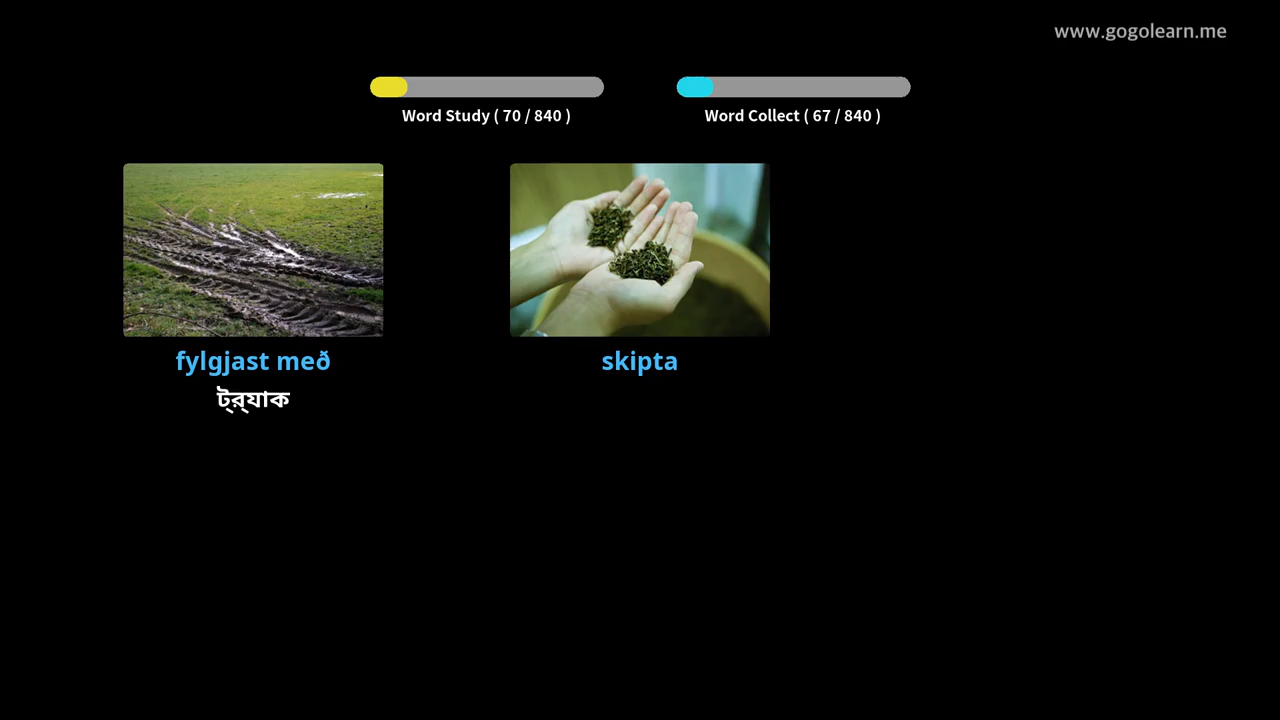 www.gogolearn.me
Word Study ( 70 / 840 )
Word Collect ( 67 / 840 )
fylgjast með
skipta
ট্র্যাক